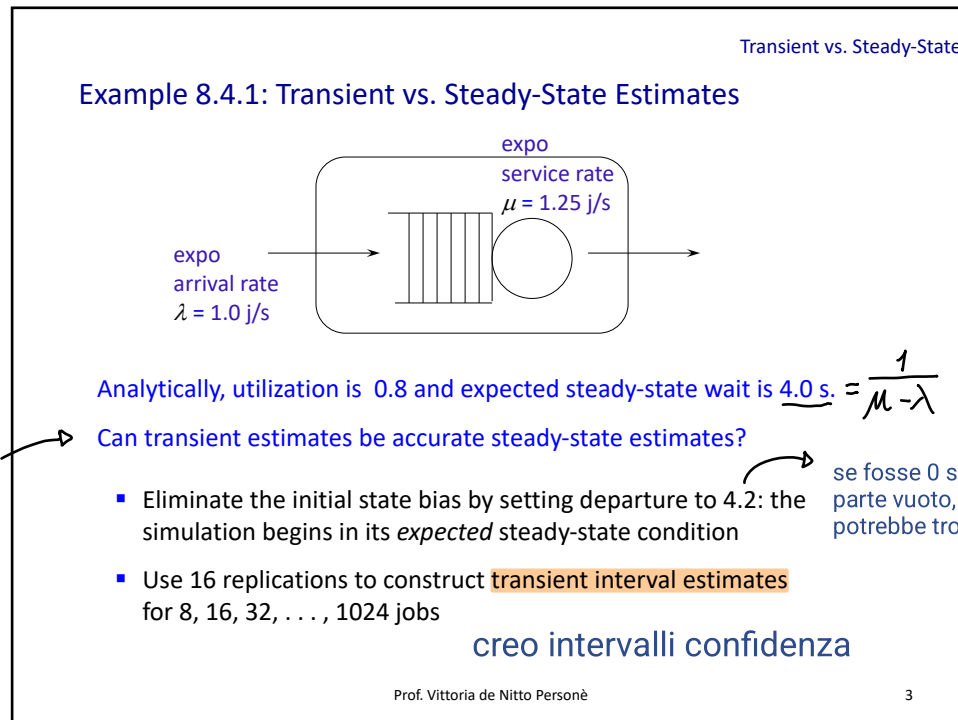 Transient vs. Steady-State
Example 8.4.1: Transient vs. Steady-State Estimates
expo
service rate
μ = 1.25 j/s
expo
arrival rate
λ = 1.0 j/s
Analytically, utilization is 0.8 and expected steady-state wait is 4.0 s. = 1/(μ-λ)
Can transient estimates be accurate steady-state estimates?
▪ Eliminate the initial state bias by setting departure to 4.2: the
simulation begins in its expected steady-state condition
se fosse 0 s
parte vuoto,
potrebbe tro
▪ Use 16 replications to construct transient interval estimates
for 8, 16, 32, . . . , 1024 jobs
creo intervalli confidenza
Prof. Vittoria de Nitto Personè
3